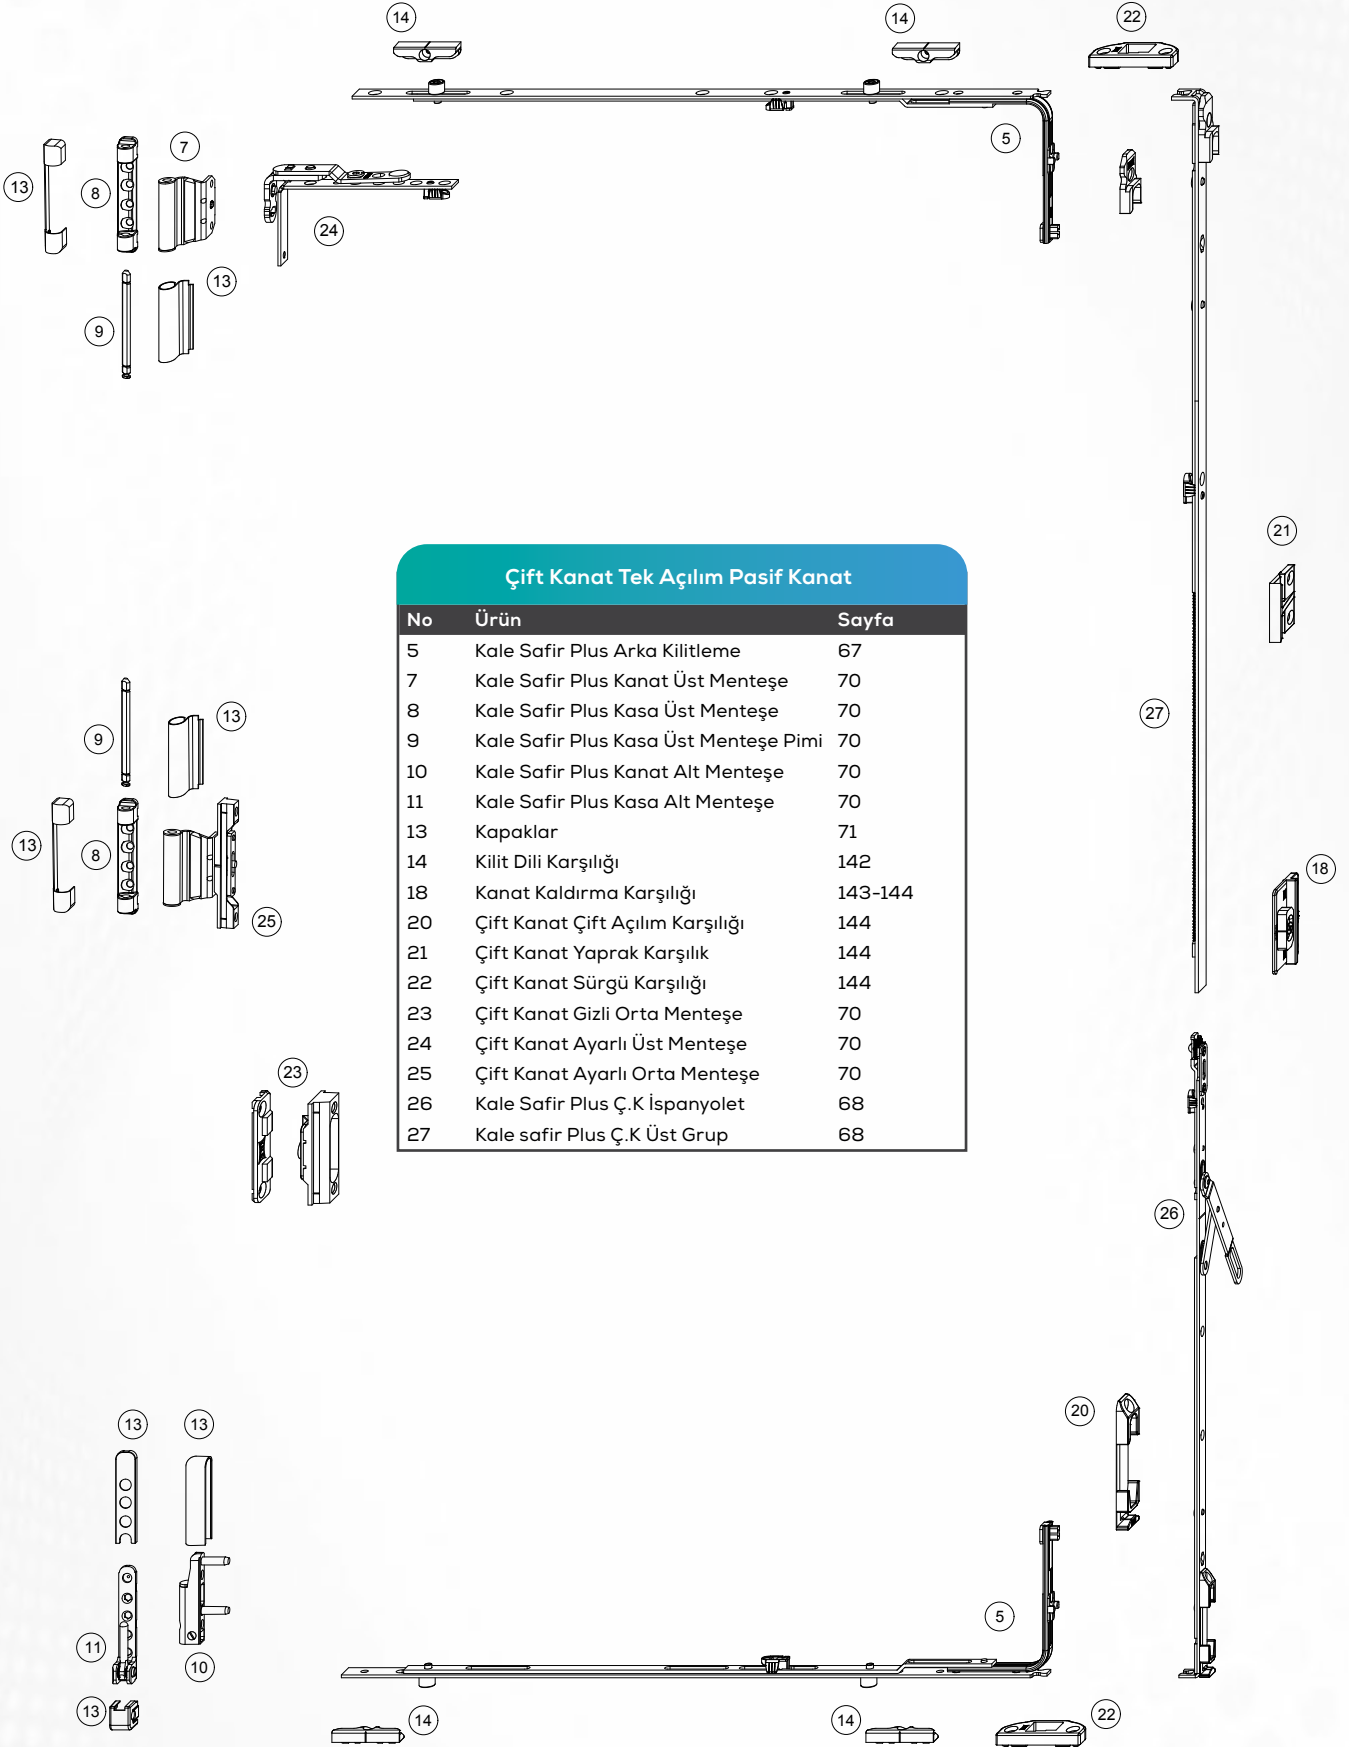 14
14
22
5
7
13
8
24
13
9
21
Çift Kanat Tek Açılım Pasif Kanat
No Ürün Sayfa
5 Kale Safir Plus Arka Kilitleme 67
7 Kale Safir Plus Kanat Üst Menteşe 70
8 Kale Safir Plus Kasa Üst Menteşe 70
9 Kale Safir Plus Kasa Üst Menteşe Pimi 70
10 Kale Safir Plus Kanat Alt Menteşe 70
11 Kale Safir Plus Kasa Alt Menteşe 70
13 Kapaklar 71
14 Kilit Dili Karşılığı 142
18 Kanat Kaldırma Karşılığı 143-144
20 Çift Kanat Çift Açılım Karşılığı 144
21 Çift Kanat Yaprak Karşılık 144
22 Çift Kanat Sürgü Karşılığı 144
23 Çift Kanat Gizli Orta Menteşe 70
24 Çift Kanat Ayarlı Üst Menteşe 70
25 Çift Kanat Ayarlı Orta Menteşe 70
26 Kale Safir Plus Ç.K İspanyolet 68
27 Kale safir Plus Ç.K Üst Grup 68
27
13
9
13
8
18
25
23
26
20
13
13
5
11
10
13
14
14
22